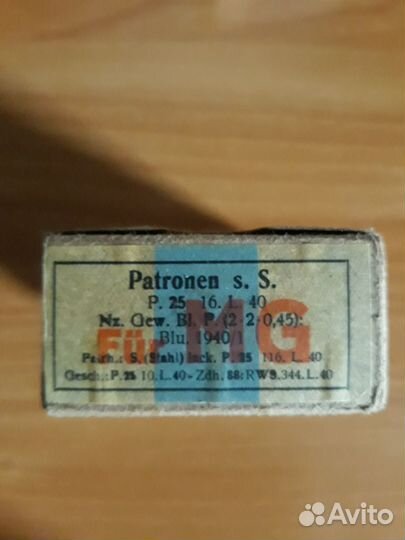 Patronen s. S.
P. 25 16. L. 40
Nz. Gew. Bl. P. (2·2·0,45):
Blu. 1940/1
Für MG
Patrh.: S. (Stahl) lack. P. 25 116. L. 40
Gesch.: P. 25 10. L. 40 - Zdh. 88: RWS. 344. L. 40
Avito